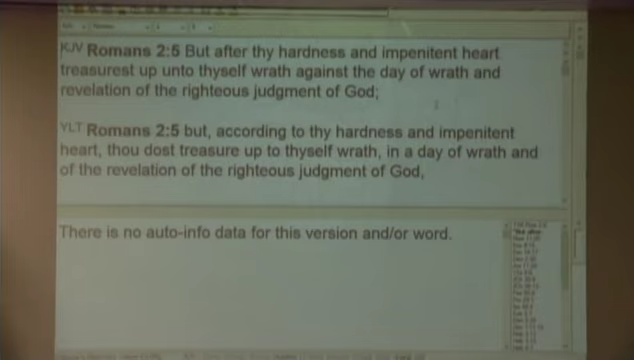 KJV Romans 2:5 But after thy hardness and impenitent heart
treasurest up unto thyself wrath against the day of wrath and
revelation of the righteous judgment of God;
YLT Romans 2:5 but, according to thy hardness and impenitent
heart, thou dost treasure up to thyself wrath, in a day of wrath and
of the revelation of the righteous judgment of God,
There is no auto-info data for this version and/or word.